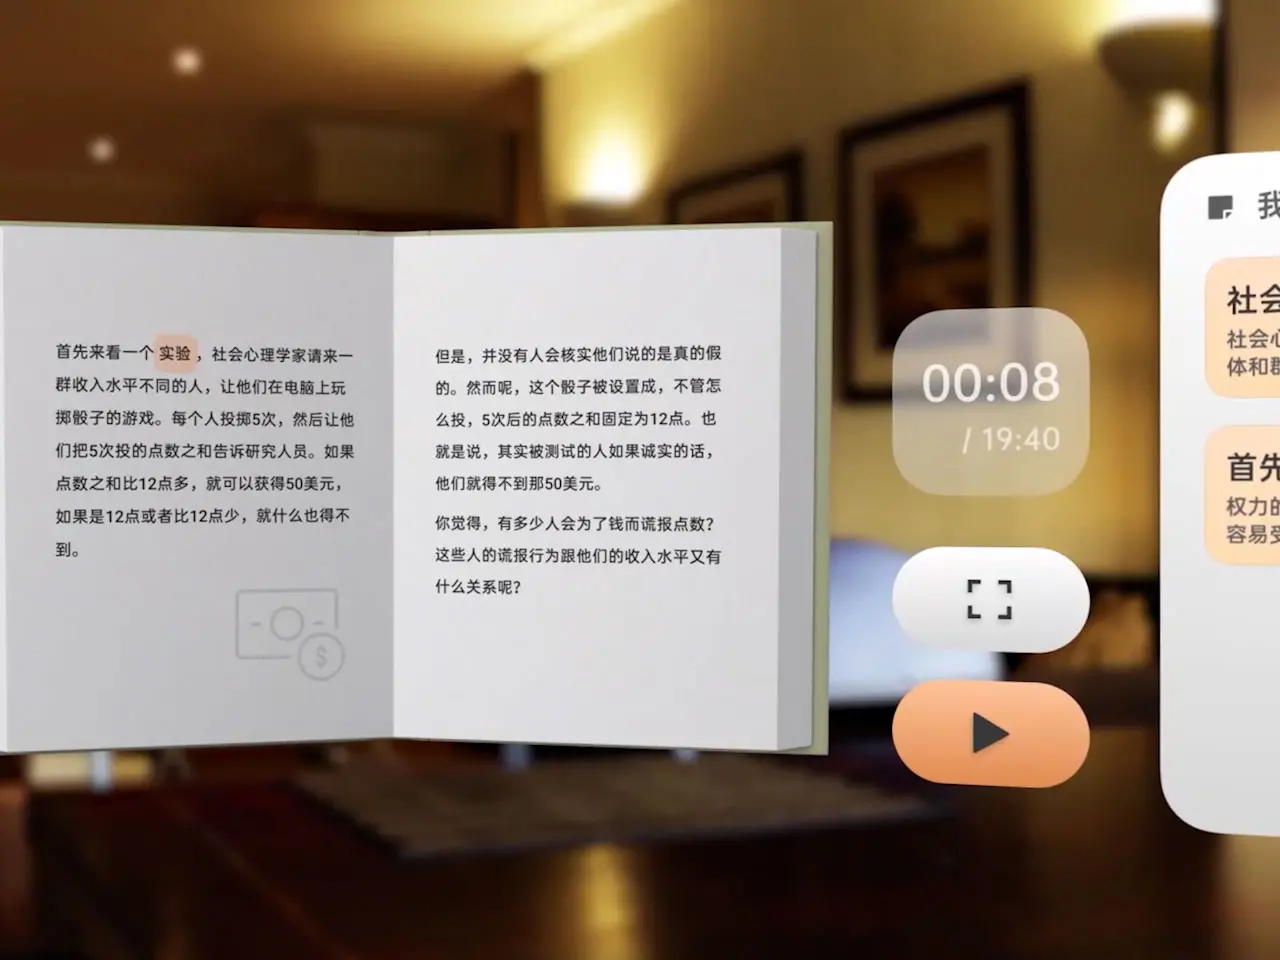 首先来看一个 实验 ，社会心理学家请来一
群收入水平不同的人，让他们在电脑上玩
掷骰子的游戏。每个人投掷5次，然后让他
们把5次投的点数之和告诉研究人员。如果
点数之和比12点多，就可以获得50美元，
如果是12点或者比12点少，就什么也得不
到。
$
但是，并没有人会核实他们说的是真的假
的。然而呢，这个骰子被设置成，不管怎
么投，5次后的点数之和固定为12点。也
就是说，其实被测试的人如果诚实的话，
他们就得不到那50美元。
你觉得，有多少人会为了钱而谎报点数？
这些人的谎报行为跟他们的收入水平又有
什么关系呢？
00:08
/ 19:40
我
社会
社会心
体和群
首先
权力的
容易受